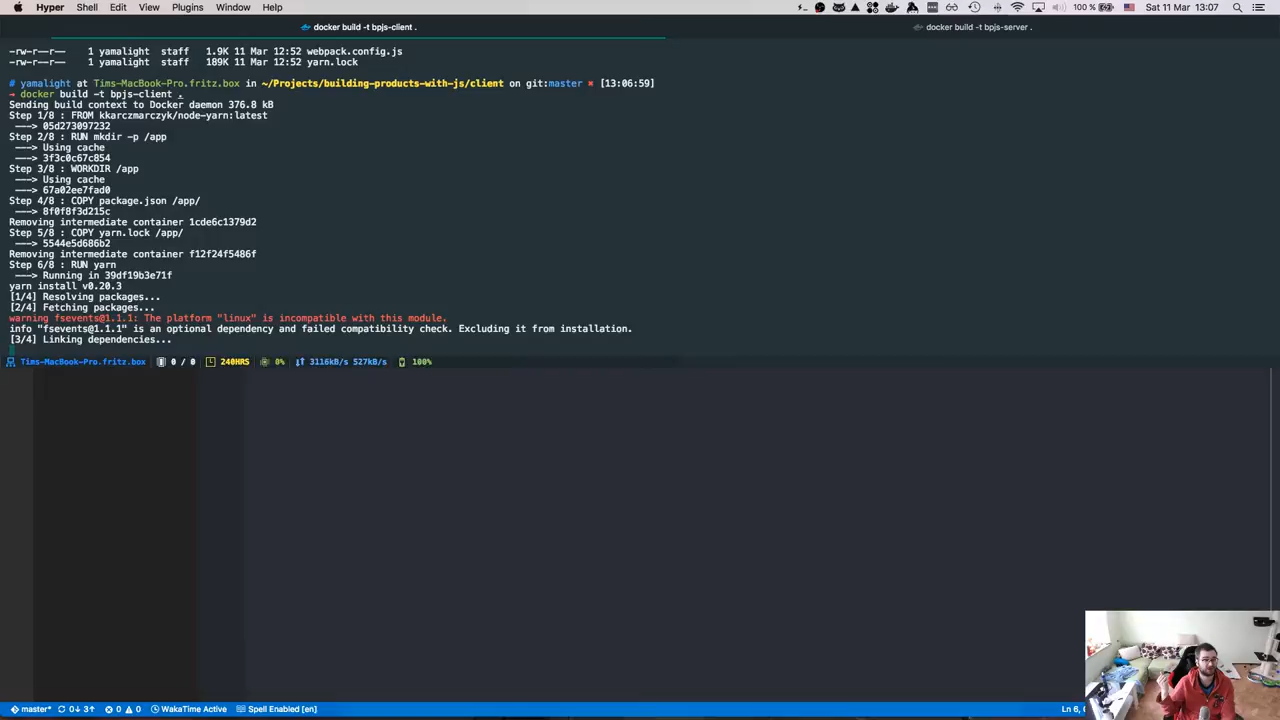 Hyper Shell Edit View Plugins Window Help 100 % Sat 11 Mar 13:07
docker build -t bpjs-client . docker build -t bpjs-server .
-rw-r--r-- 1 yamalight staff 1.9K 11 Mar 12:52 webpack.config.js
-rw-r--r-- 1 yamalight staff 189K 11 Mar 12:52 yarn.lock
# yamalight at Tims-MacBook-Pro.fritz.box in ~/Projects/building-products-with-js/client on git:master ✖ [13:06:59]
→ docker build -t bpjs-client .
Sending build context to Docker daemon 376.8 kB
Step 1/8 : FROM kkarczmarczyk/node-yarn:latest
---> 05d273097232
Step 2/8 : RUN mkdir -p /app
---> Using cache
---> 3f3c0c67c854
Step 3/8 : WORKDIR /app
---> Using cache
---> 67a02ee7fad0
Step 4/8 : COPY package.json /app/
---> 8f0f8f3d215c
Removing intermediate container 1cde6c1379d2
Step 5/8 : COPY yarn.lock /app/
---> 5544e5d686b2
Removing intermediate container f12f24f5486f
Step 6/8 : RUN yarn
---> Running in 39df19b3e71f
yarn install v0.20.3
[1/4] Resolving packages...
[2/4] Fetching packages...
warning fsevents@1.1.1: The platform "linux" is incompatible with this module.
info "fsevents@1.1.1" is an optional dependency and failed compatibility check. Excluding it from installation.
[3/4] Linking dependencies...
Tims-MacBook-Pro.fritz.box 0 / 0 240HRS 0% 3116kB/s 527kB/s 100%
master* 0↓ 3↑ 0 0 WakaTime Active Spell Enabled [en] Ln 6,